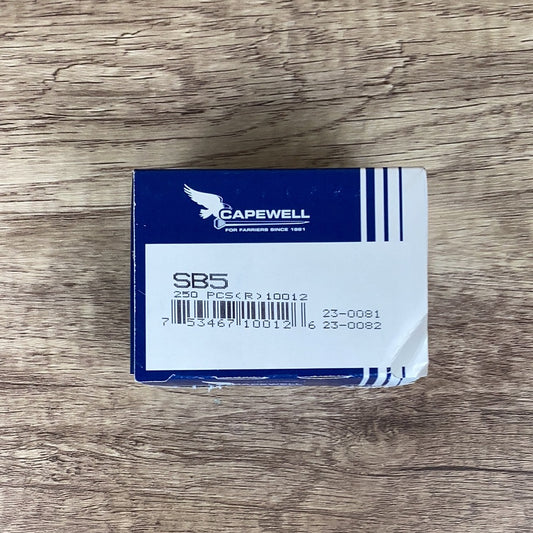 CAPEWELL
FOR FARRIERS SINCE 1881
SB5
250 PCS(R)10012
23-0081
7 53467 10012 6 23-0082